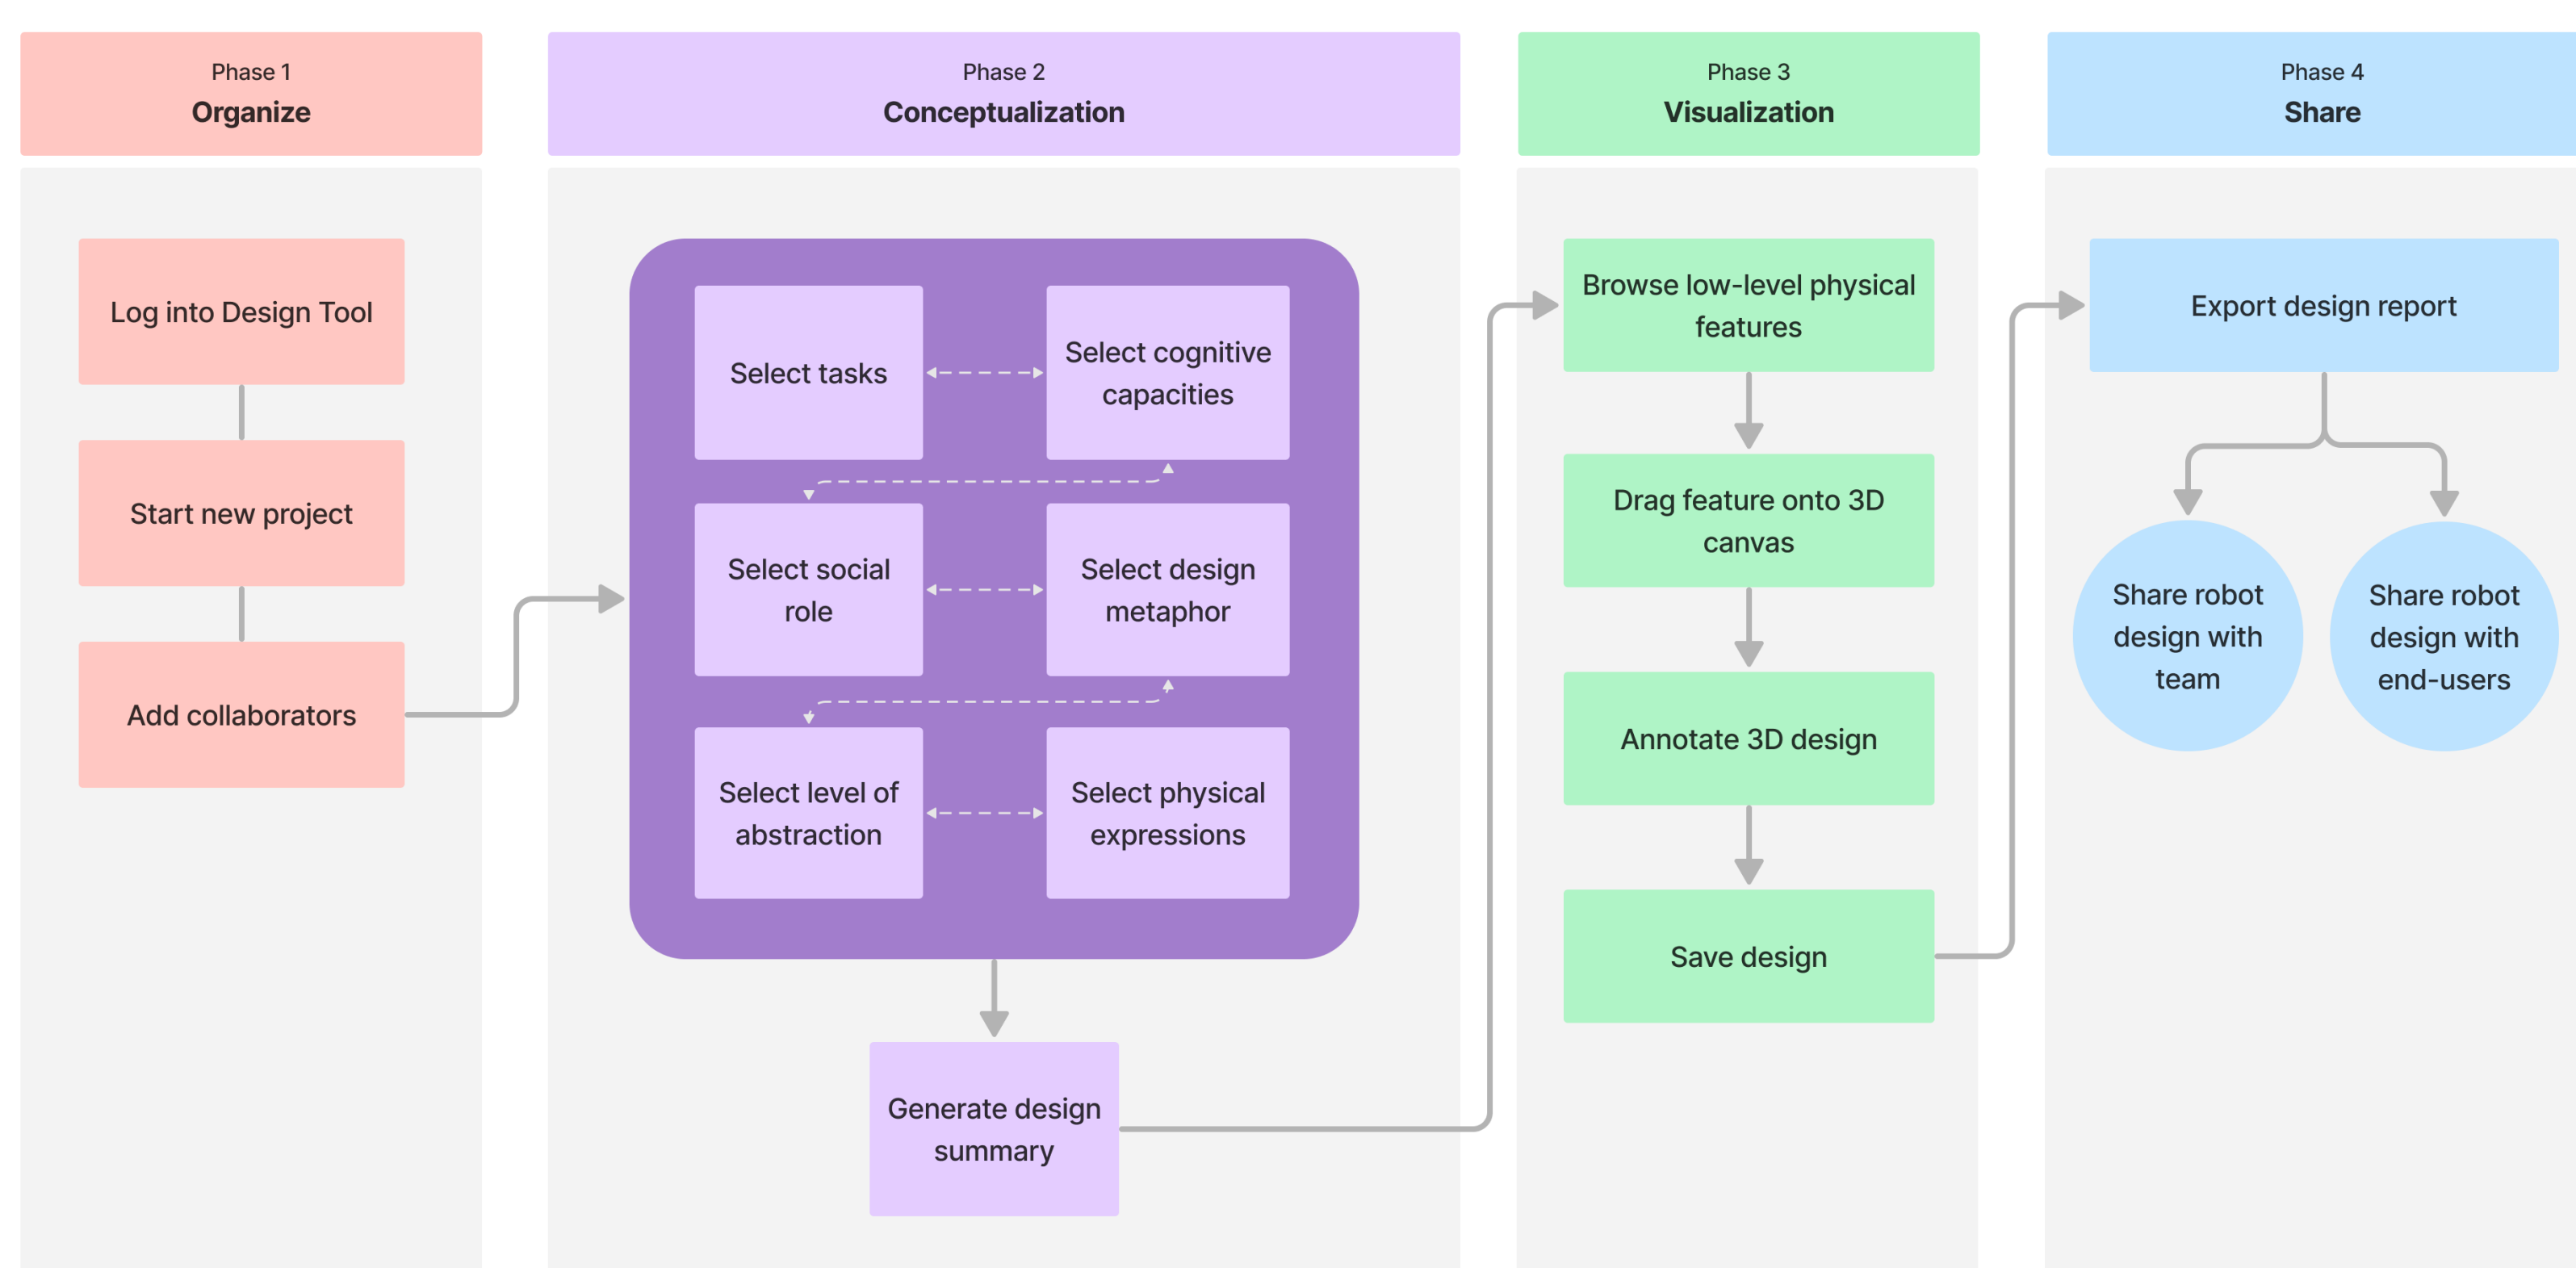 Phase 1
Organize
Log into Design Tool
Start new project
Add collaborators
Phase 2
Conceptualization
Select tasks
Select cognitive
capacities
Select social
role
Select design
metaphor
Select level of
abstraction
Select physical
expressions
Generate design
summary
Phase 3
Visualization
Browse low-level physical
features
Drag feature onto 3D
canvas
Annotate 3D design
Save design
Phase 4
Share
Export design report
Share robot
design with
team
Share robot
design with
end-users